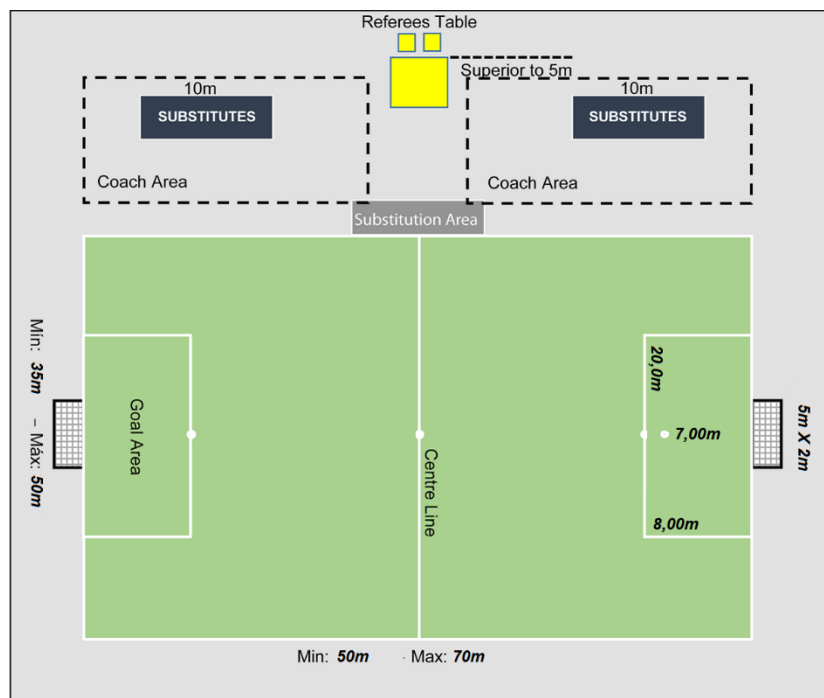 Referees Table
Superior to 5m
10m
10m
SUBSTITUTES
SUBSTITUTES
Coach Area
Coach Area
Substitution Area
Min: 35m – Máx: 50m
Goal Area
Centre Line
20,0m
7,00m
8,00m
5m X 2m
Min: 50m - Max: 70m